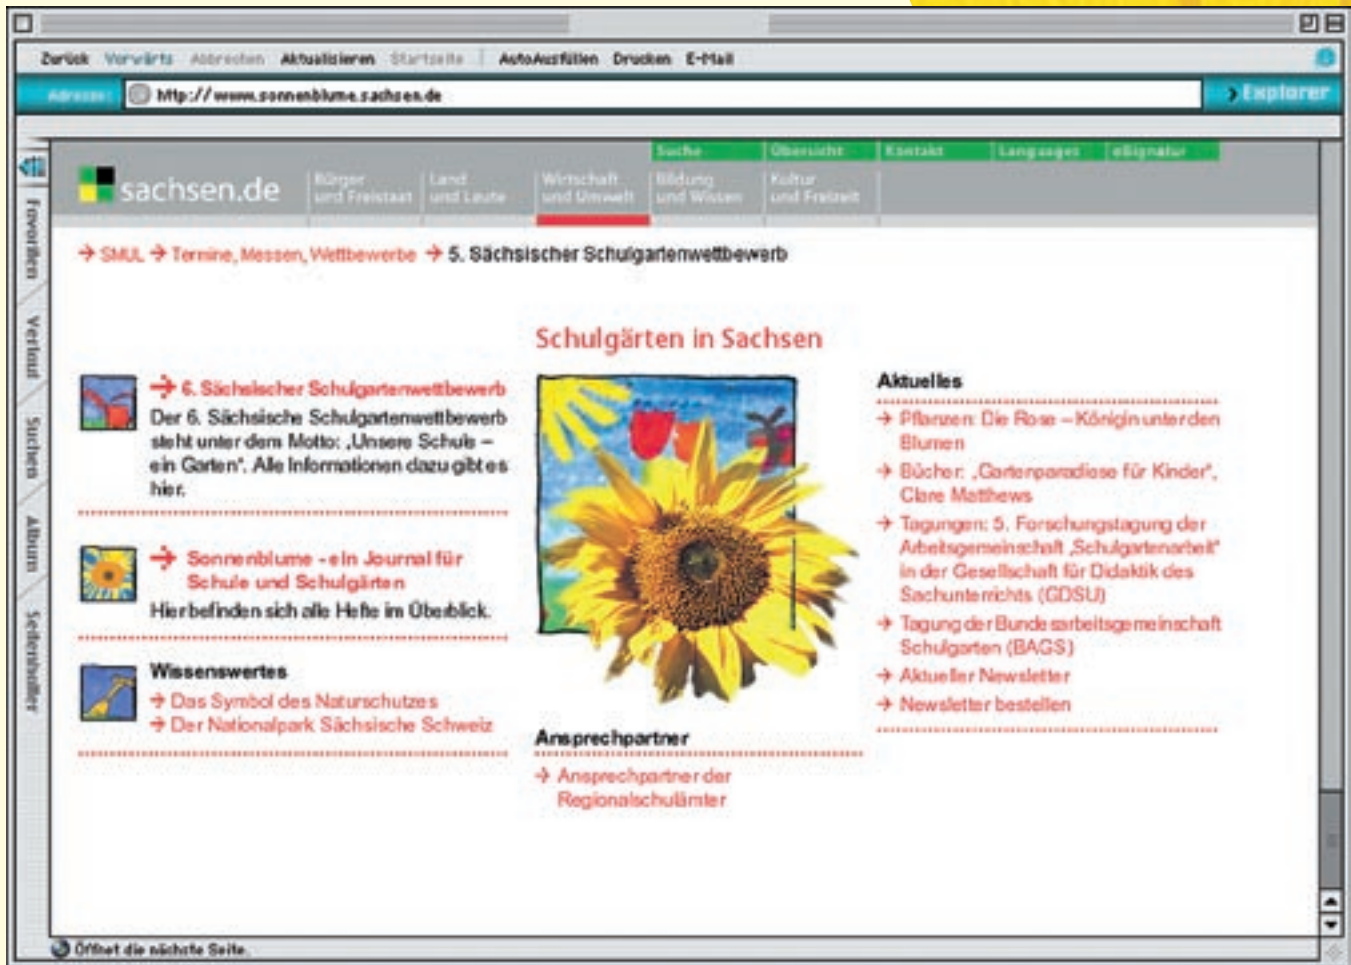 Zurück Vorwärts Abbrechen Aktualisieren Startseite AutoAusfüllen Drucken E-Mail
Adresse: http://www.sonnenblume.sachsen.de Explorer
Suche Übersicht Kontakt Languages eSignatur
sachsen.de
Bürger
und Freistaat
Land
und Leute
Wirtschaft
und Umwelt
Bildung
und Wissen
Kultur
und Freizeit
Favoriten
Verlauf
Suchen
Album
Seitenhalter
→ SMUL → Termine, Messen, Wettbewerbe → 5. Sächsischer Schulgartenwettbewerb
→ 6. Sächsischer Schulgartenwettbewerb
Der 6. Sächsische Schulgartenwettbewerb
steht unter dem Motto: „Unsere Schule –
ein Garten". Alle Informationen dazu gibt es
hier.
→ Sonnenblume - ein Journal für
Schule und Schulgärten
Hier befinden sich alle Hefte im Überblick.
Wissenswertes
→ Das Symbol des Naturschutzes
→ Der Nationalpark Sächsische Schweiz
Schulgärten in Sachsen
Ansprechpartner
→ Ansprechpartner der
Regionalschulämter
Aktuelles
→ Pflanzen: Die Rose – Königin unter den
Blumen
→ Bücher: „Gartenparadiese für Kinder",
Clare Matthews
→ Tagungen: 5. Forschungstagung der
Arbeitsgemeinschaft „Schulgartenarbeit"
in der Gesellschaft für Didaktik des
Sachunterrichts (GDSU)
→ Tagung der Bundesarbeitsgemeinschaft
Schulgarten (BAGS)
→ Aktueller Newsletter
→ Newsletter bestellen
Öffnet die nächste Seite.